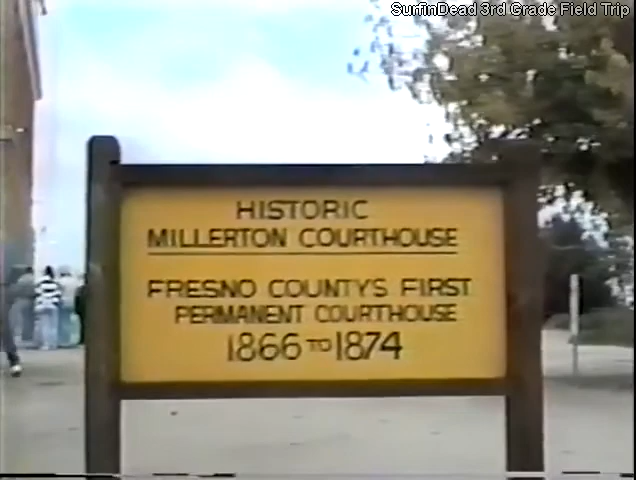 SurfinDead 3rd Grade Field Trip
HISTORIC
MILLERTON COURTHOUSE
FRESNO COUNTY'S FIRST
PERMANENT COURTHOUSE
1866 TO 1874